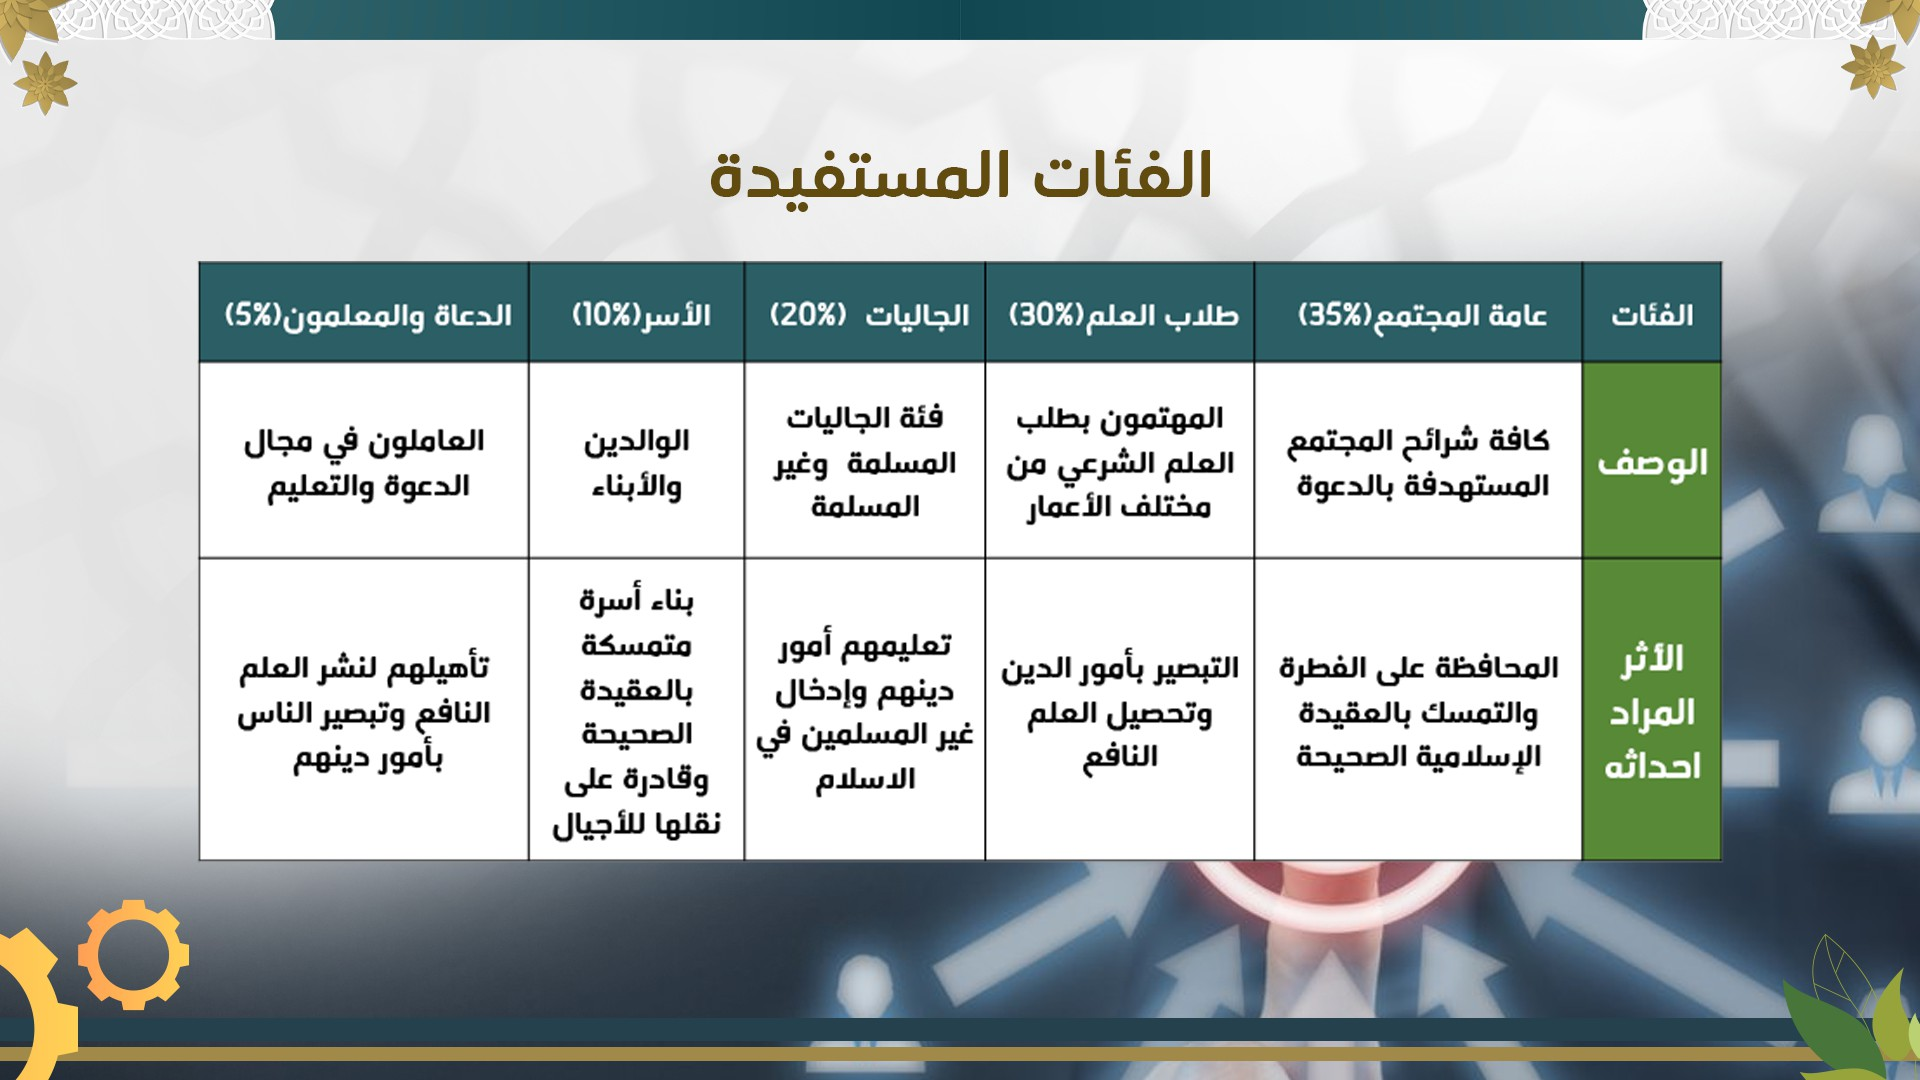 الفئات المستفيدة
الفئات
عامة المجتمع(35%)
طلاب العلم(30%)
الجاليات (20%)
الأسر(10%)
الدعاة والمعلمون(5%)
الوصف
كافة شرائح المجتمع
المستهدفة بالدعوة
المهتمون بطلب
العلم الشرعي من
مختلف الأعمار
فئة الجاليات
المسلمة وغير
المسلمة
الوالدين
والأبناء
العاملون في مجال
الدعوة والتعليم
الأثر
المراد
احداثه
المحافظة على الفطرة
والتمسك بالعقيدة
الإسلامية الصحيحة
التبصير بأمور الدين
وتحصيل العلم
النافع
تعليمهم أمور
دينهم وإدخال
غير المسلمين في
الاسلام
بناء أسرة
متمسكة
بالعقيدة
الصحيحة
وقادرة على
نقلها للأجيال
تأهيلهم لنشر العلم
النافع وتبصير الناس
بأمور دينهم